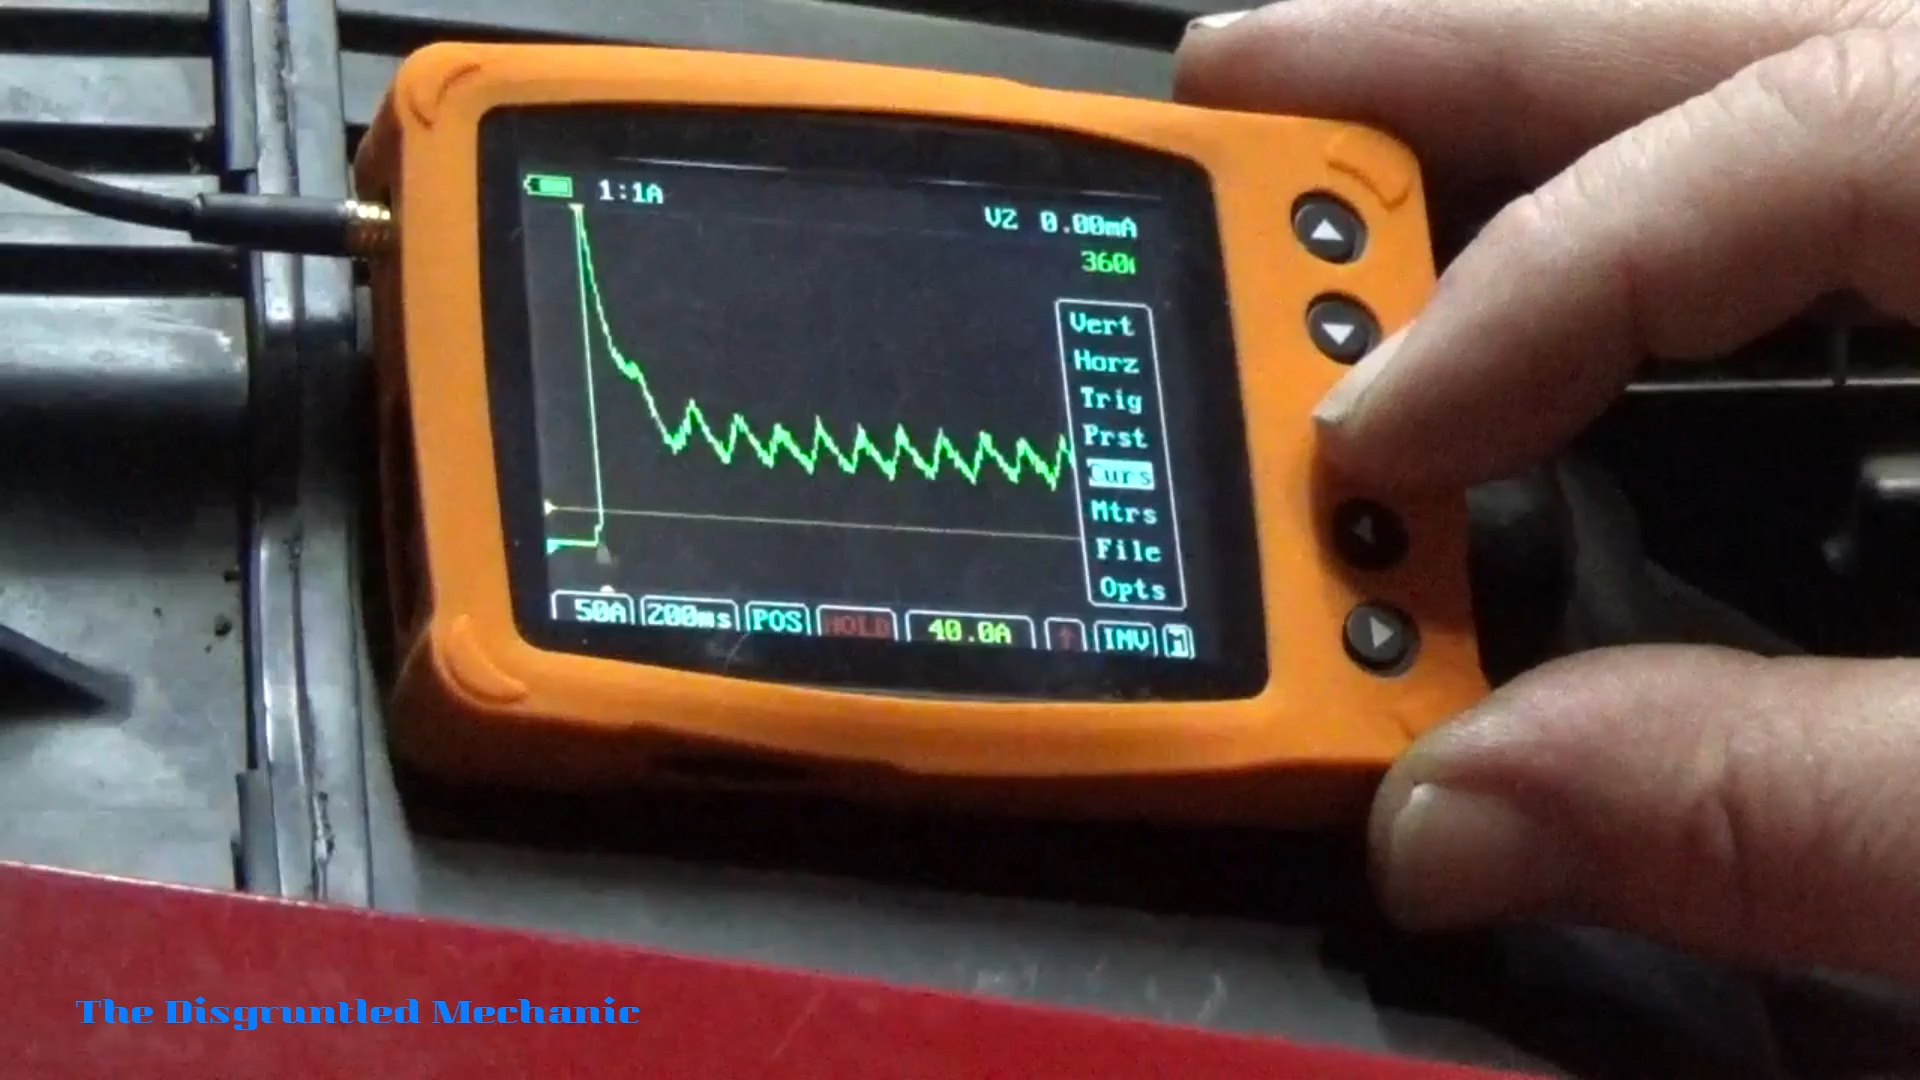 1:1A
V2 0.00mA
360
Vert
Horz
Trig
Prst
Curs
Mtrs
File
Opts
50A 200ms POS HOLD 40.0A INV
The Disgruntled Mechanic